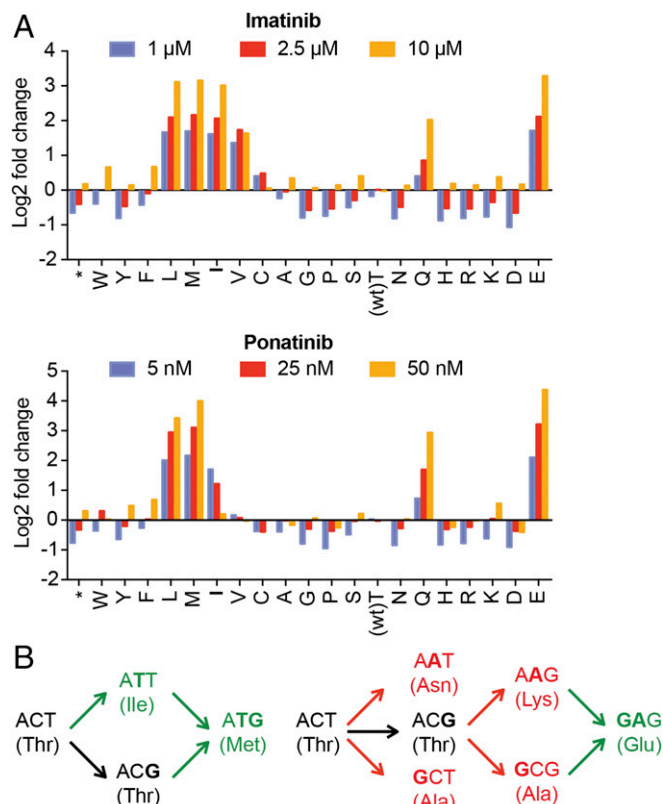 A
Imatinib
1 µM 2.5 µM 10 µM
Log2 fold change
4
3
2
1
0
-1
-2
* W Y F L M I V C A G P S (wt)T N Q H R K D E
Ponatinib
5 nM 25 nM 50 nM
Log2 fold change
5
4
3
2
1
0
-1
-2
* W Y F L M I V C A G P S (wt)T N Q H R K D E
B
ACT
(Thr)
ATT
(Ile)
ACG
(Thr)
ATG
(Met)
ACT
(Thr)
AAT
(Asn)
ACG
(Thr)
GCT
(Ala)
AAG
(Lys)
GCG
(Ala)
GAG
(Glu)